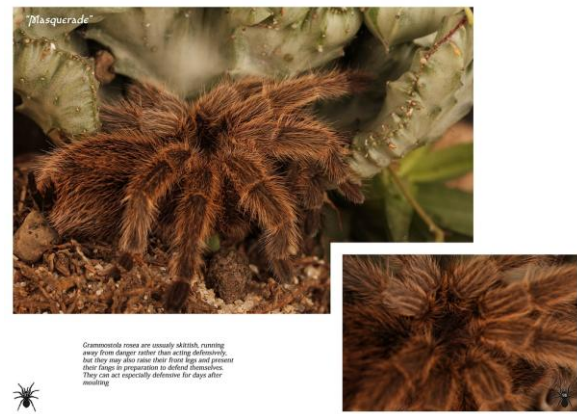 "Masquerade"
Grammostola rosea are usualy skittish, running
away from danger rather than acting defensively,
but they may also raise their front legs and present
their fangs in preparation to defend themselves.
They can act especially defensive for days after
moulting